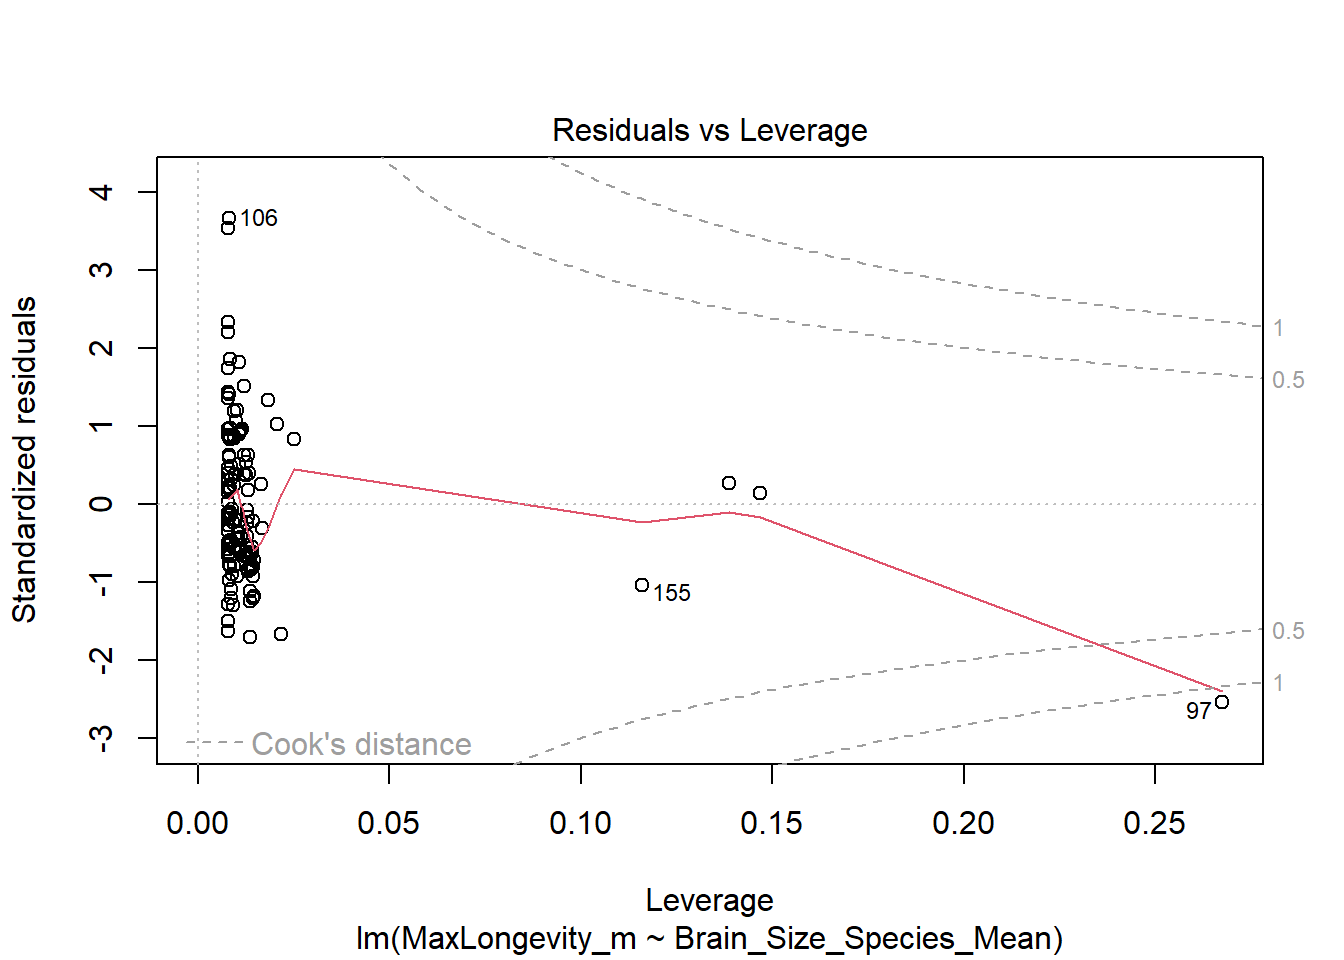 Residuals vs Leverage
Standardized residuals
4
3
2
1
0
-1
-2
-3
106
155
97
1
0.5
0.5
1
Cook's distance
0.00 0.05 0.10 0.15 0.20 0.25
Leverage
lm(MaxLongevity_m ~ Brain_Size_Species_Mean)